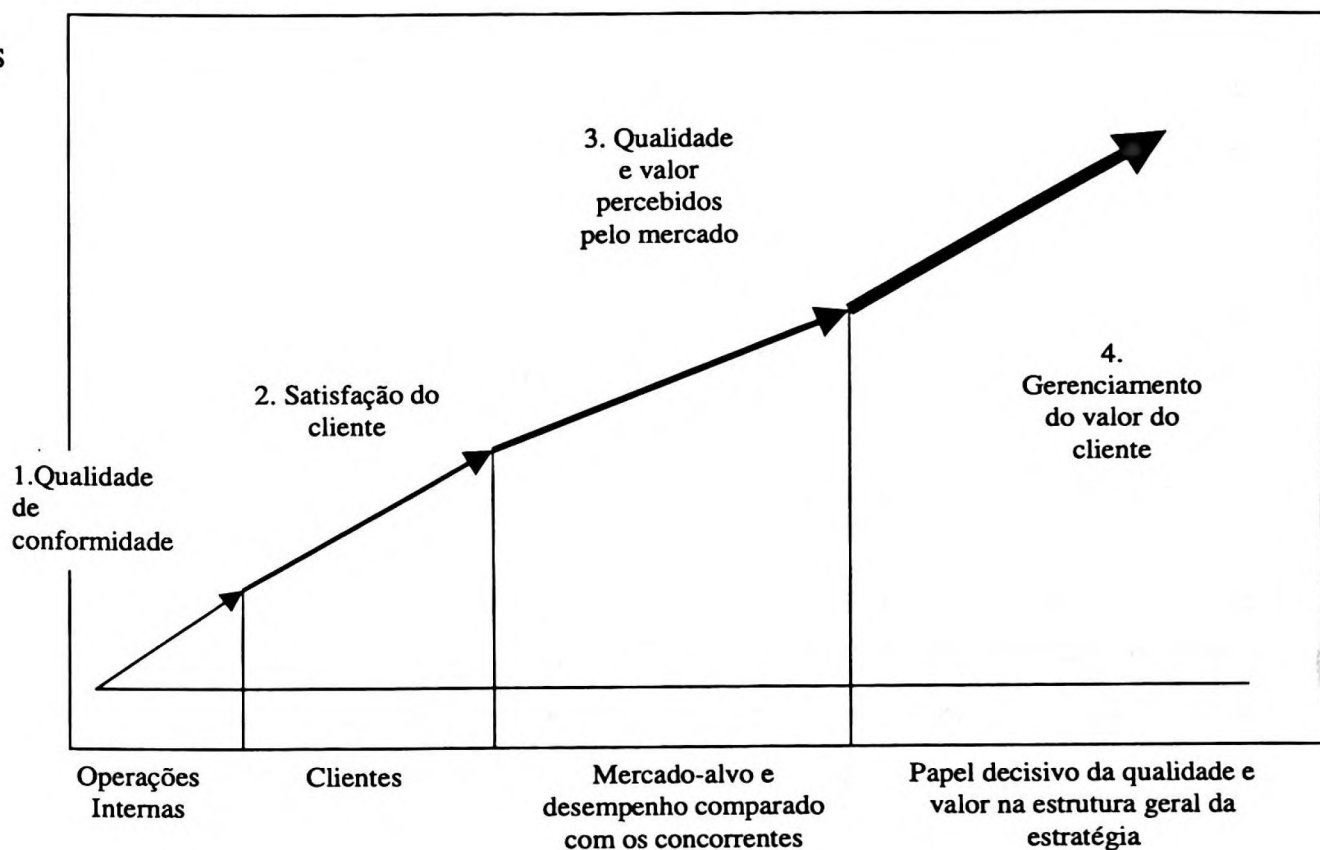 s
3. Qualidade
e valor
percebidos
pelo mercado
4.
Gerenciamento
do valor do
cliente
2. Satisfação do
cliente
1.Qualidade
de
conformidade
Operações
Internas
Clientes
Mercado-alvo e
desempenho comparado
com os concorrentes
Papel decisivo da qualidade e
valor na estrutura geral da
estratégia